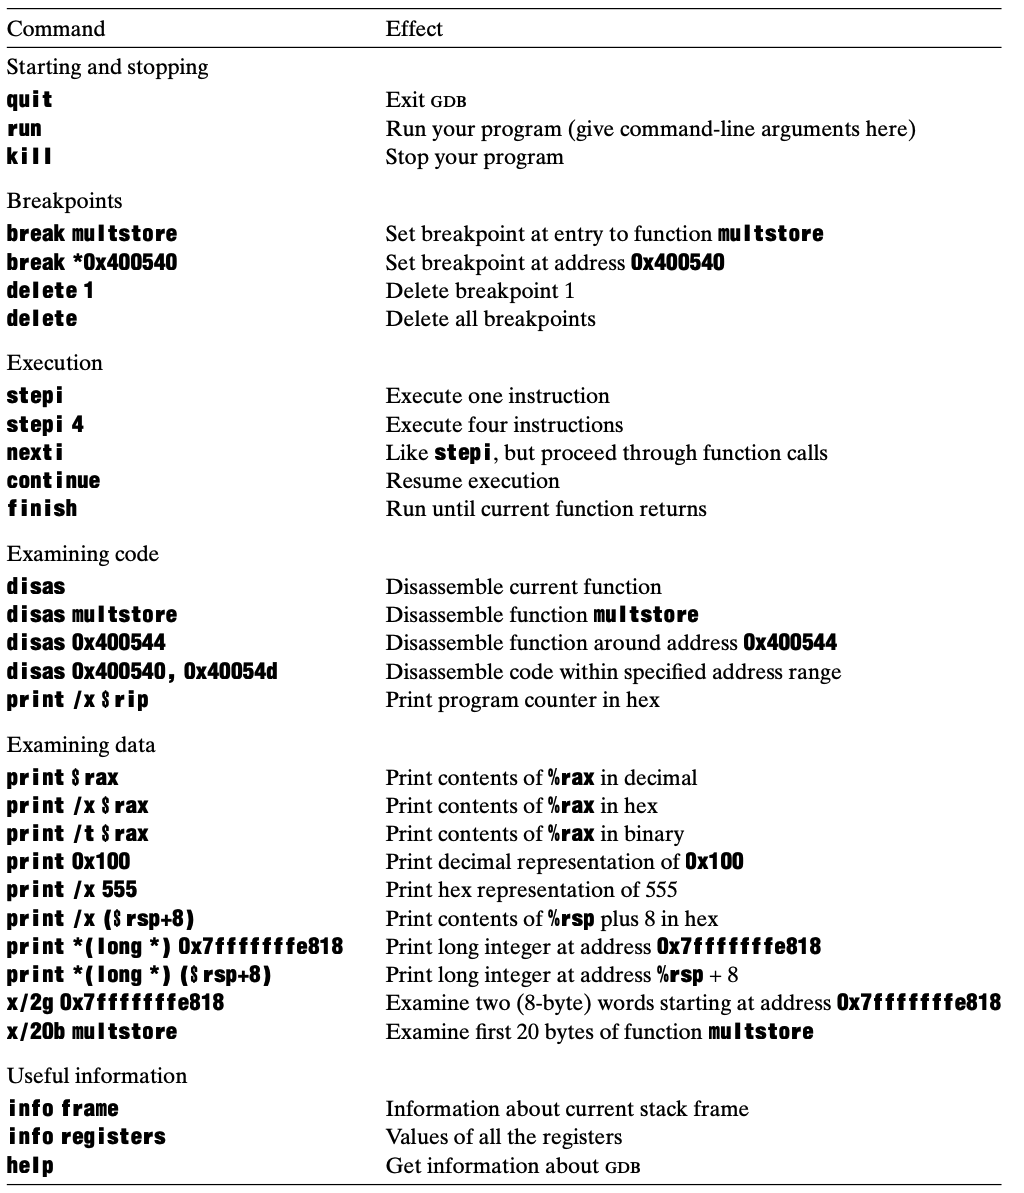 Command Effect
Starting and stopping
quit Exit GDB
run Run your program (give command-line arguments here)
kill Stop your program
Breakpoints
break multstore Set breakpoint at entry to function multstore
break *0x400540 Set breakpoint at address 0x400540
delete 1 Delete breakpoint 1
delete Delete all breakpoints
Execution
stepi Execute one instruction
stepi 4 Execute four instructions
nexti Like stepi, but proceed through function calls
continue Resume execution
finish Run until current function returns
Examining code
disas Disassemble current function
disas multstore Disassemble function multstore
disas 0x400544 Disassemble function around address 0x400544
disas 0x400540, 0x40054d Disassemble code within specified address range
print /x $rip Print program counter in hex
Examining data
print $rax Print contents of %rax in decimal
print /x $rax Print contents of %rax in hex
print /t $rax Print contents of %rax in binary
print 0x100 Print decimal representation of 0x100
print /x 555 Print hex representation of 555
print /x ($rsp+8) Print contents of %rsp plus 8 in hex
print *(long *) 0x7fffffffe818 Print long integer at address 0x7fffffffe818
print *(long *) ($rsp+8) Print long integer at address %rsp + 8
x/2g 0x7fffffffe818 Examine two (8-byte) words starting at address 0x7fffffffe818
x/20b multstore Examine first 20 bytes of function multstore
Useful information
info frame Information about current stack frame
info registers Values of all the registers
help Get information about GDB